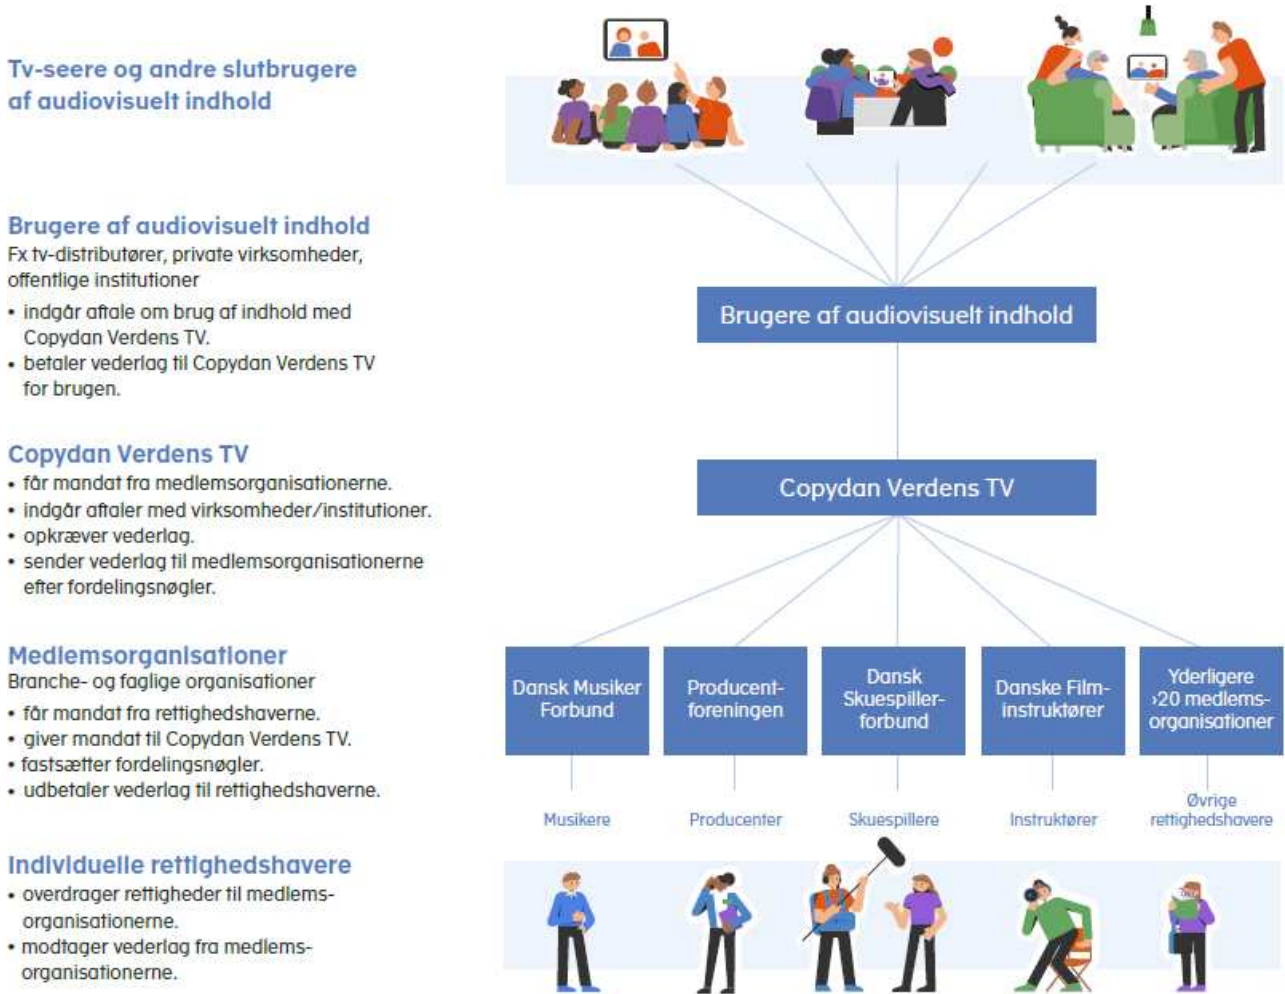 Tv-seere og andre slutbrugere
af audiovisuelt indhold
Brugere af audiovisuelt indhold
Fx tv-distributører, private virksomheder,
offentlige institutioner
• indgår aftale om brug af indhold med
Copydan Verdens TV.
• betaler vederlag til Copydan Verdens TV
for brugen.
Copydan Verdens TV
• får mandat fra medlemsorganisationerne.
• indgår aftaler med virksomheder/institutioner.
• opkræver vederlag.
• sender vederlag til medlemsorganisationerne
efter fordelingsnøgler.
Medlemsorganisationer
Branche- og faglige organisationer
• får mandat fra rettighedshaverne.
• giver mandat til Copydan Verdens TV.
• fastsætter fordelingsnøgler.
• udbetaler vederlag til rettighedshaverne.
Individuelle rettighedshavere
• overdrager rettigheder til medlems-
organisationerne.
• modtager vederlag fra medlems-
organisationerne.
Brugere af audiovisuelt indhold
Copydan Verdens TV
Dansk Musiker
Forbund
Producent-
foreningen
Dansk
Skuespiller-
forbund
Danske Film-
instruktører
Yderligere
›20 medlems-
organisationer
Musikere
Producenter
Skuespillere
Instruktører
Øvrige
rettighedshavere